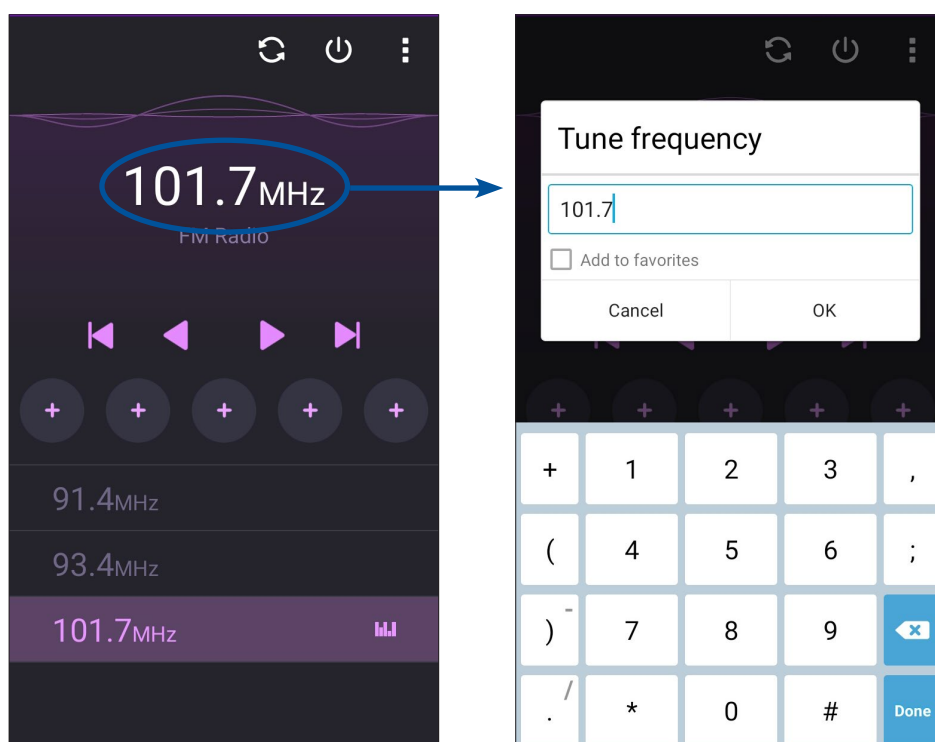 101.7MHz
FM Radio
+ + + + +
91.4MHz
93.4MHz
101.7MHz
Tune frequency
101.7
Add to favorites
Cancel OK
+ + + + +
+ 1 2 3 ,
( 4 5 6 ;
) - 7 8 9
. / * 0 # Done